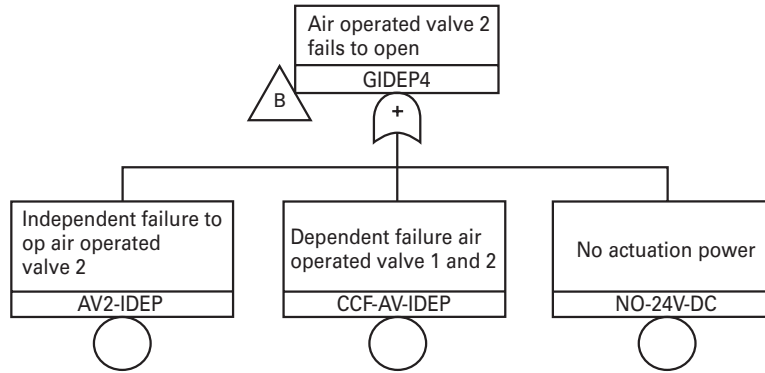 Air operated valve 2
fails to open
GIDEP4
B
+
Independent failure to
op air operated
valve 2
AV2-IDEP
Dependent failure air
operated valve 1 and 2
CCF-AV-IDEP
No actuation power
NO-24V-DC